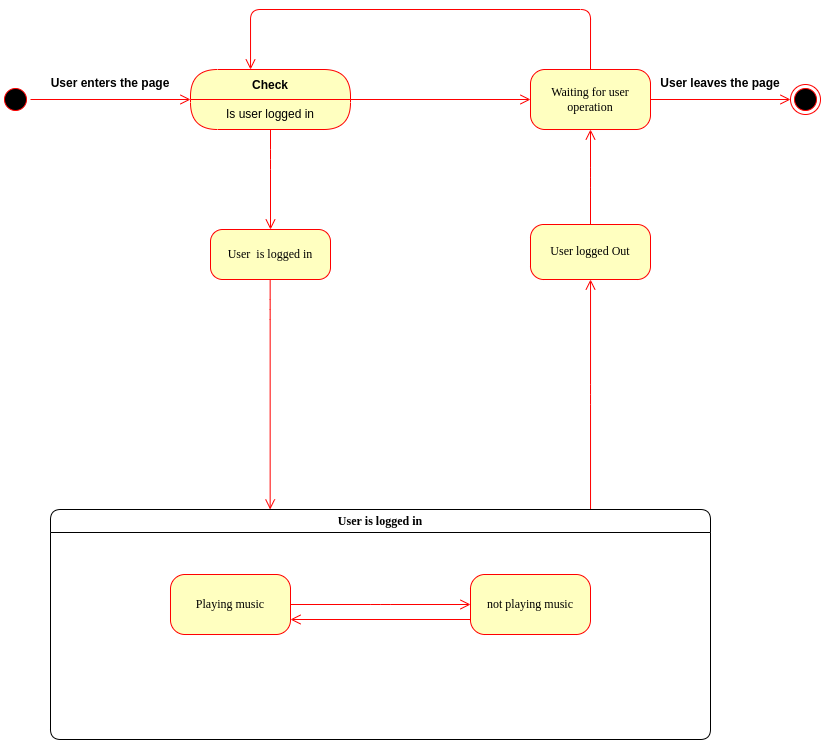 User enters the page
Check
Is user logged in
Waiting for user
operation
User leaves the page
User  is logged in
User logged Out
User is logged in
Playing music
not playing music